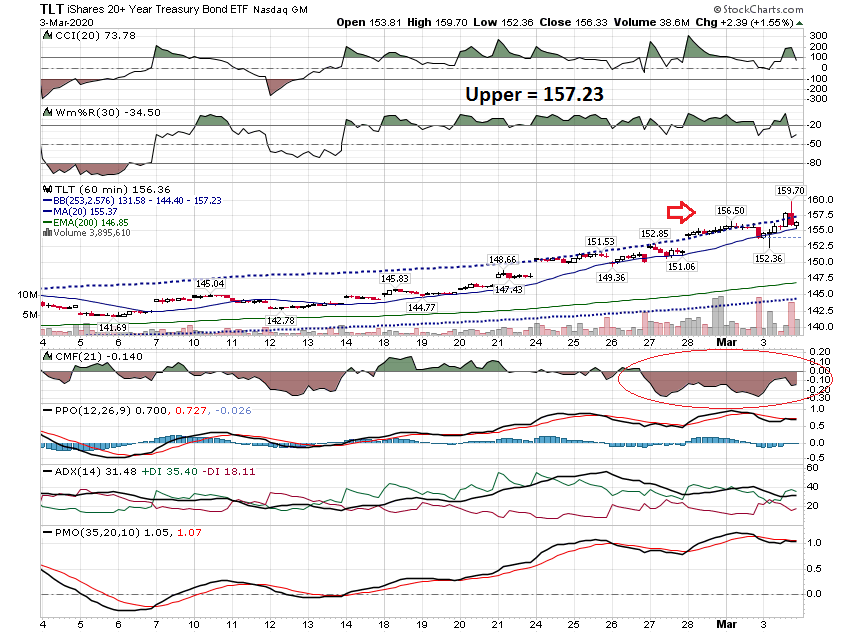 TLT iShares 20+ Year Treasury Bond ETF Nasdaq GM
© StockCharts.com
3-Mar-2020
Open 153.81 High 159.70 Low 152.36 Close 156.33 Volume 38.6M Chg +2.39 (+1.55%)
CCI(20) 73.78
300
200
100
0
-100
-200
-300
Upper = 157.23
Wm%R(30) -34.50
-20
-50
-80
TLT (60 min) 156.36
BB(253,2.576) 131.58 - 144.40 - 157.23
MA(20) 155.37
EMA(200) 146.85
Volume 3,895,610
159.70
156.50
152.85
151.53
148.66
152.36
151.06
149.36
147.43
145.83
145.04
144.77
142.78
141.69
160.0
157.5
155.0
152.5
150.0
147.5
145.0
142.5
140.0
10M
5M
4 5 6 7 10 11 12 13 14 18 19 20 21 24 25 26 27 28 Mar 3
CMF(21) -0.140
0.20
0.10
0.00
-0.10
-0.20
-0.30
PPO(12,26,9) 0.700, 0.727, -0.026
1.0
0.5
0.0
-0.5
ADX(14) 31.48 +DI 35.40 -DI 18.11
60
40
20
PMO(35,20,10) 1.05, 1.07
1.0
0.5
0.0
4 5 6 7 10 11 12 13 14 18 19 20 21 24 25 26 27 28 Mar 3